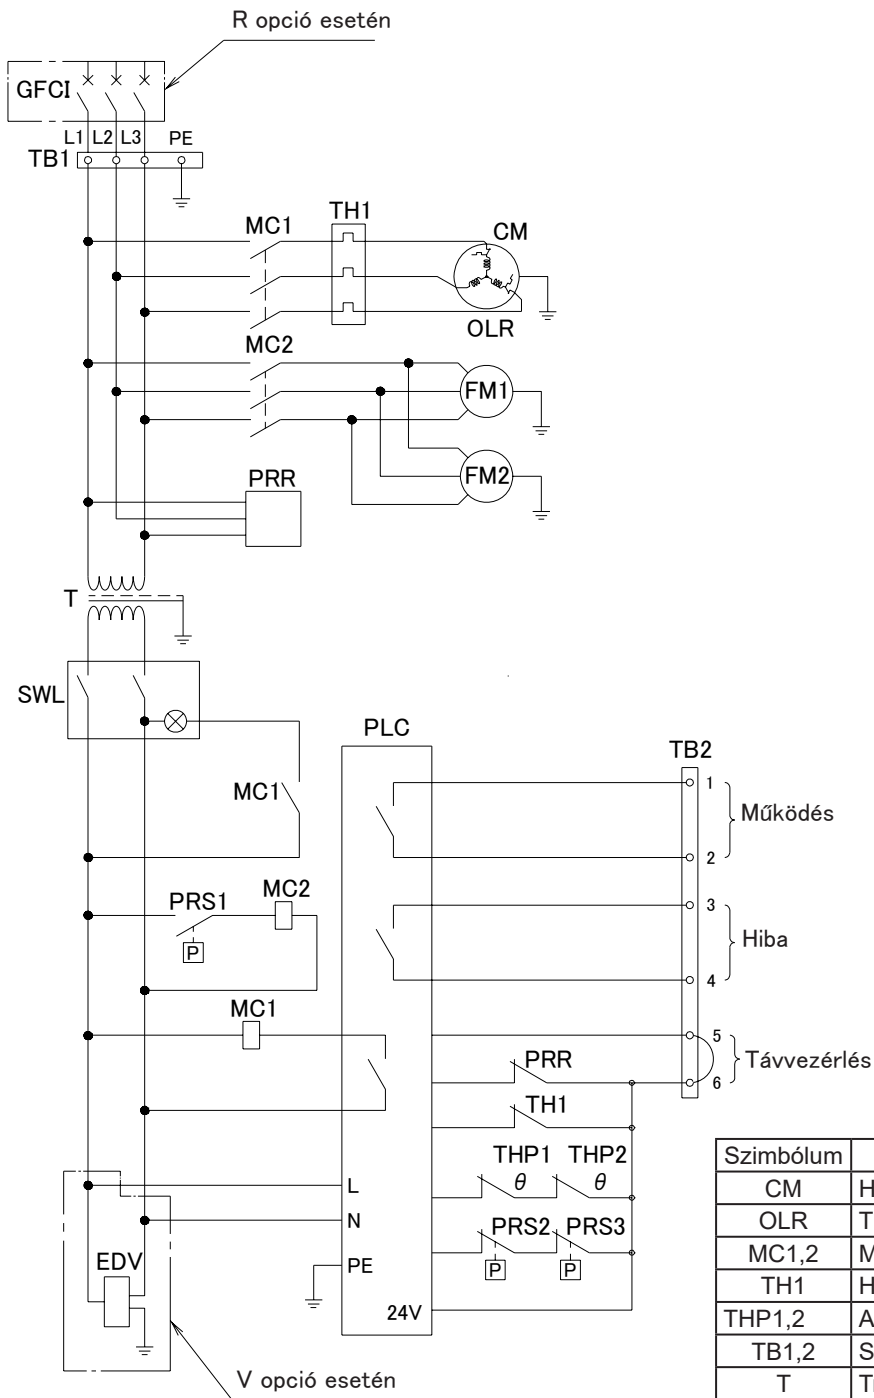 R opció esetén
GFCI
L1 L2 L3 PE
TB1
MC1
TH1
CM
OLR
MC2
FM1
FM2
PRR
T
SWL
PLC
TB2
MC1
1
Működés
2
PRS1
MC2
P
3
Hiba
4
MC1
5
Távvezérlés
6
PRR
TH1
THP1 THP2
θ θ
L
N
PRS2 PRS3
P P
PE
EDV
24V
V opció esetén
Szimbólum
CM H
OLR T
MC1,2 M
TH1 H
THP1,2 A
TB1,2 S
T